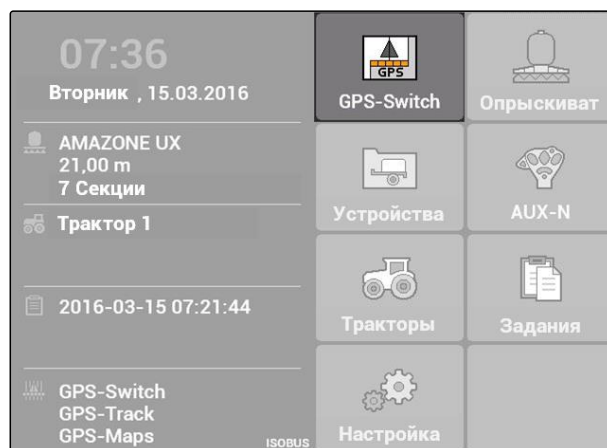 07:36
Вторник , 15.03.2016
AMAZONE UX
21,00 m
7 Секции
Трактор 1
2016-03-15 07:21:44
GPS-Switch
GPS-Track
GPS-Maps
ISOBUS
GPS
GPS-Switch
Опрыскиват
Устройства
AUX-N
Тракторы
Задания
Настройка